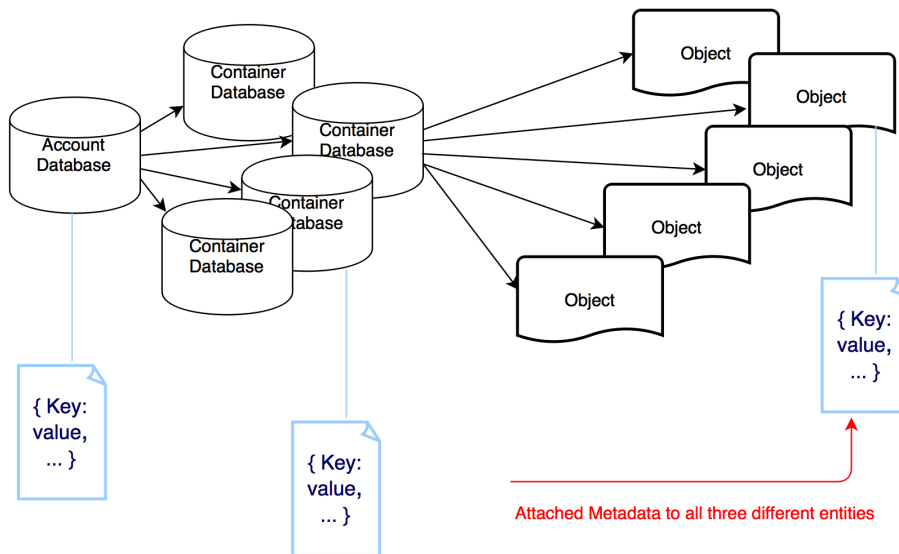 Container
Database
Object
Object
Account
Database
Container
Database
Object
Container
tabase
Object
Container
Database
Object
{ Key:
value,
... }
{ Key:
value,
... }
{ Key:
value,
... }
Attached Metadata to all three different entities